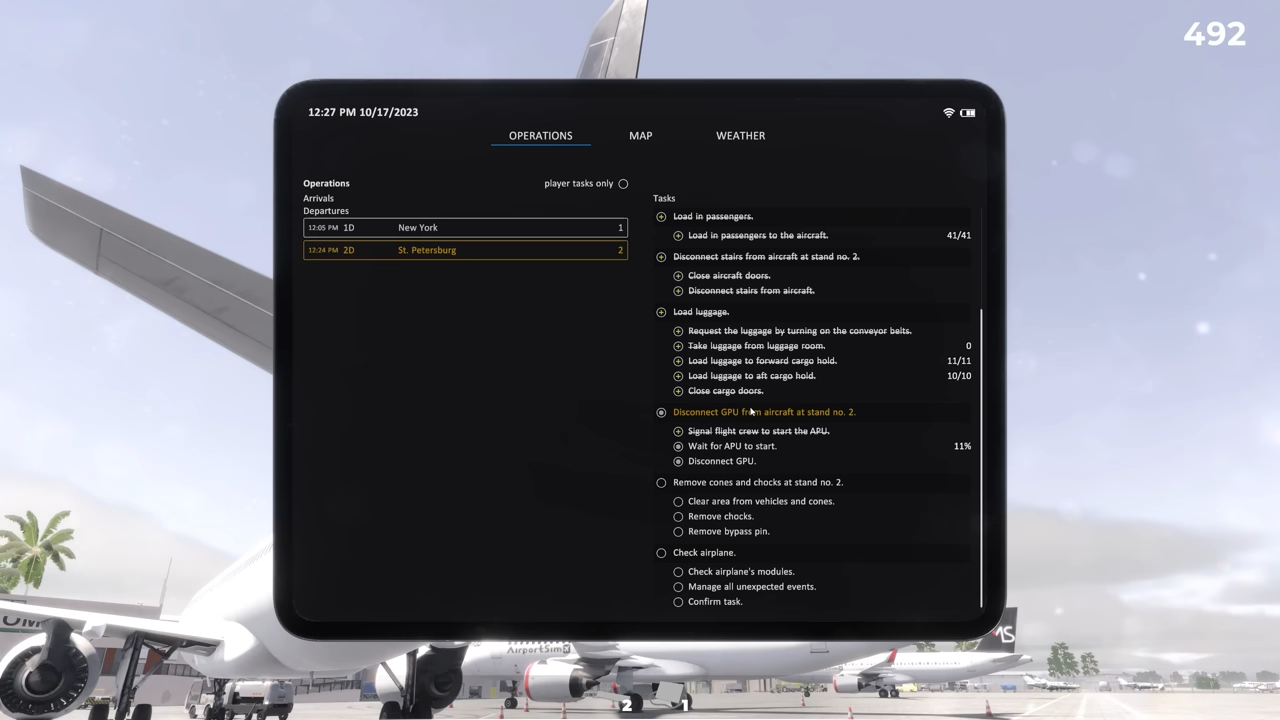 492
12:27 PM 10/17/2023
OPERATIONS MAP WEATHER
Operations player tasks only
Arrivals
Departures
12:05 PM 1D New York 1
12:24 PM 2D St. Petersburg 2
Tasks
Load in passengers.
Load in passengers to the aircraft. 41/41
Disconnect stairs from aircraft at stand no. 2.
Close aircraft doors.
Disconnect stairs from aircraft.
Load luggage.
Request the luggage by turning on the conveyor belts.
Take luggage from luggage room. 0
Load luggage to forward cargo hold. 11/11
Load luggage to aft cargo hold. 10/10
Close cargo doors.
Disconnect GPU from aircraft at stand no. 2.
Signal flight crew to start the APU.
Wait for APU to start. 11%
Disconnect GPU.
Remove cones and chocks at stand no. 2.
Clear area from vehicles and cones.
Remove chocks.
Remove bypass pin.
Check airplane.
Check airplane's modules.
Manage all unexpected events.
Confirm task.
AirportSim
2 1